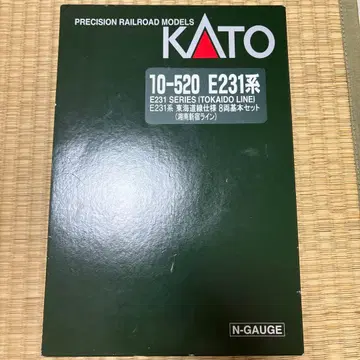 PRECISION RAILROAD MODELS
KATO
10-520 E231系
E231 SERIES (TOKAIDO LINE)
E231系 東海道線仕様 8両基本セット
(湘南新宿ライン)
N-GAUGE